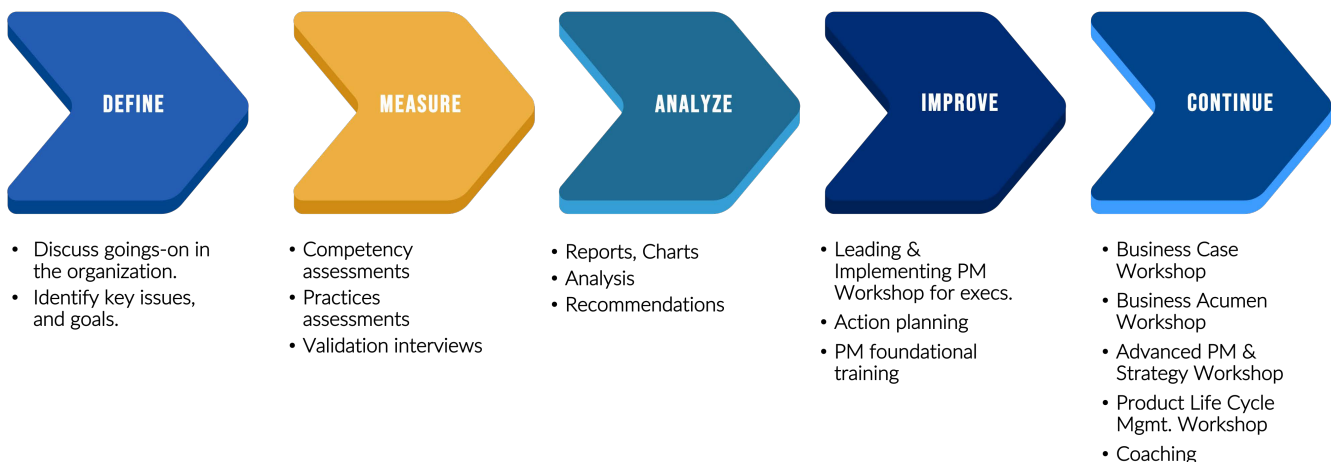 DEFINE
• Discuss goings-on in
the organization.
• Identify key issues,
and goals.
MEASURE
• Competency
assessments
• Practices
assessments
• Validation interviews
ANALYZE
• Reports, Charts
• Analysis
• Recommendations
IMPROVE
• Leading &
Implementing PM
Workshop for execs.
• Action planning
• PM foundational
training
CONTINUE
• Business Case
Workshop
• Business Acumen
Workshop
• Advanced PM &
Strategy Workshop
• Product Life Cycle
Mgmt. Workshop
• Coaching